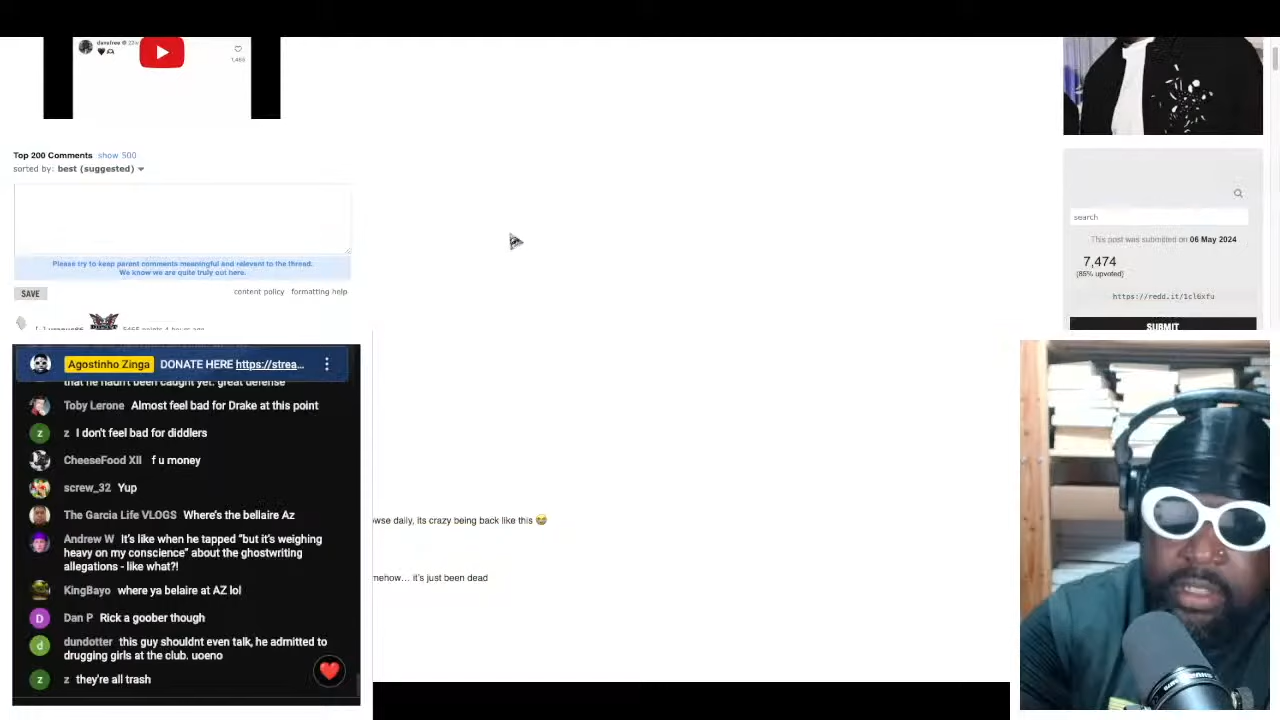 1,466
Top 200 Comments show 500
sorted by: best (suggested)
Please try to keep parent comments meaningful and relevant to the thread.
We know we are quite truly out here.
SAVE
content policy formatting help
search
This post was submitted on 06 May 2024
7,474
(85% upvoted)
https://redd.it/1cl6xfu
SUBMIT
Agostinho Zinga DONATE HERE https://strea...
that he hadn't been caught yet. great defense
Toby Lerone Almost feel bad for Drake at this point
z I don't feel bad for diddlers
CheeseFood XII f u money
screw_32 Yup
The Garcia Life VLOGS Where's the bellaire Az
Andrew W It's like when he tapped "but it's weighing
heavy on my conscience" about the ghostwriting
allegations - like what?!
KingBayo where ya belaire at AZ lol
Dan P Rick a goober though
dundotter this guy shouldnt even talk, he admitted to
drugging girls at the club. uoeno
z they're all trash
wse daily, its crazy being back like this 😭
mehow... it's just been dead